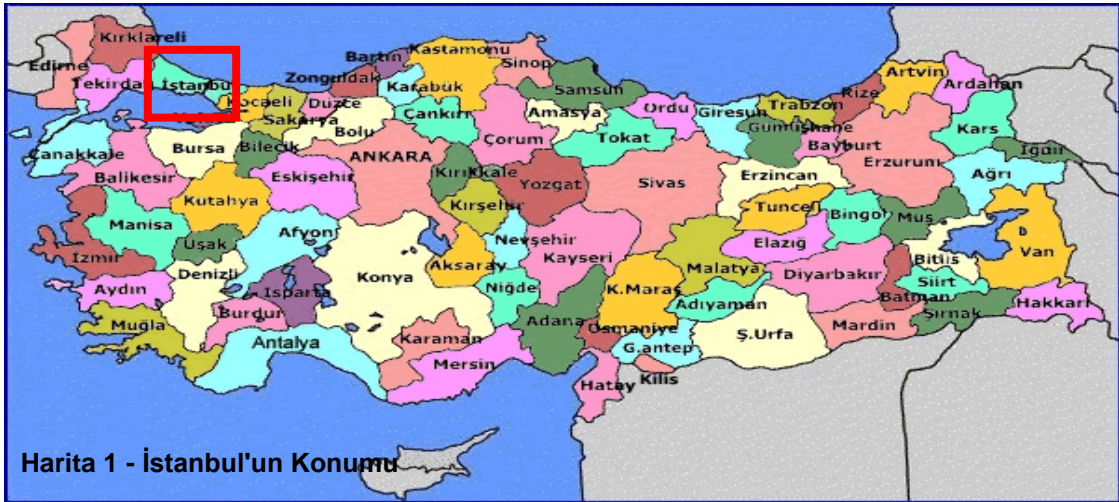 Kırklareli
Edirne
Tekirdağ
İstanbul
Kocaeli
Sakarya
Düzce
Zonguldak
Bartın
Karabük
Kastamonu
Sinop
Samsun
Bolu
Çankırı
Çorum
Amasya
Tokat
Ordu
Giresun
Trabzon
Gümüşhane
Rize
Artvin
Ardahan
Bayburt
Kars
Erzurum
Iğdır
Ağrı
Çanakkale
Balikesir
Bursa
Bilecik
Eskişehir
ANKARA
Kırıkkale
Yozgat
Sivas
Erzincan
Kutahya
Kırşehir
Manisa
Uşak
Afyon
Nevşehir
Kayseri
Tunceli
Bingöl
Muş
Elazığ
Malatya
Bitlis
Van
İzmir
Denizli
Isparta
Konya
Aksaray
Niğde
K.Maraş
Adıyaman
Diyarbakır
Batman
Siirt
Şırnak
Hakkari
Aydın
Muğla
Burdur
Antalya
Karaman
Mersin
Adana
Osmaniye
G.antep
Ş.Urfa
Mardin
Hatay
Kilis
Harita 1 - İstanbul'un Konumu